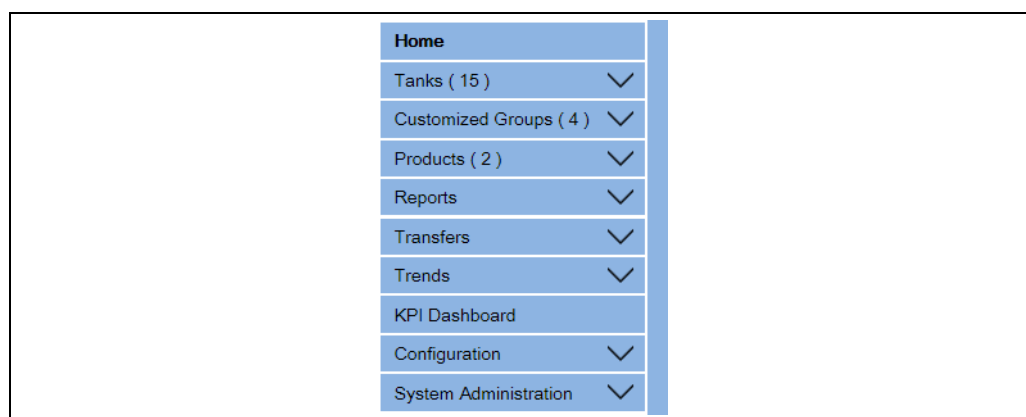 Home
Tanks ( 15 )
Customized Groups ( 4 )
Products ( 2 )
Reports
Transfers
Trends
KPI Dashboard
Configuration
System Administration